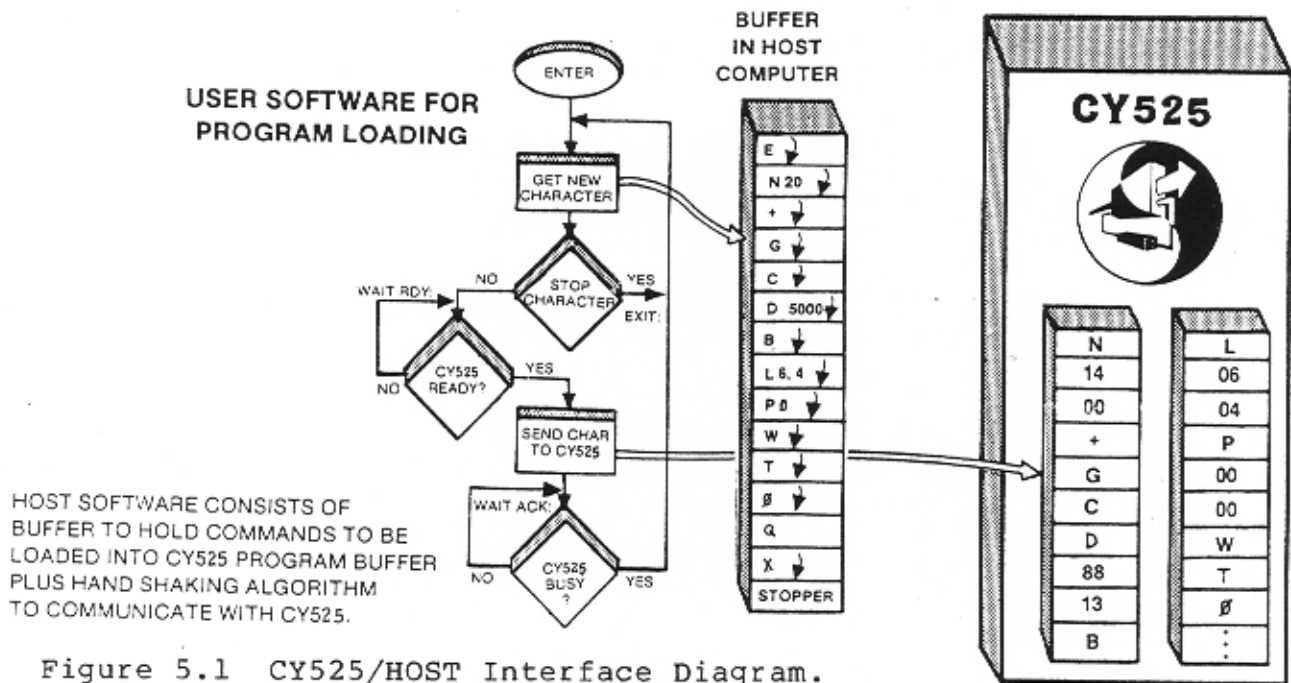 USER SOFTWARE FOR
PROGRAM LOADING
ENTER
GET NEW
CHARACTER
STOP
CHARACTER
NO
YES
EXIT:
WAIT RDY:
CY525
READY?
NO
YES
SEND CHAR
TO CY525
WAIT ACK:
CY525
BUSY
?
NO
YES
HOST SOFTWARE CONSISTS OF
BUFFER TO HOLD COMMANDS TO BE
LOADED INTO CY525 PROGRAM BUFFER
PLUS HAND SHAKING ALGORITHM
TO COMMUNICATE WITH CY525.
BUFFER
IN HOST
COMPUTER
E
N 20
+
G
C
D 5000
B
L 6, 4
P Ø
W
T
Ø
Q
X
STOPPER
CY525
N
14
00
+
G
C
D
88
13
B
L
06
04
P
00
00
W
T
Ø
Figure 5.1 CY525/HOST Interface Diagram.